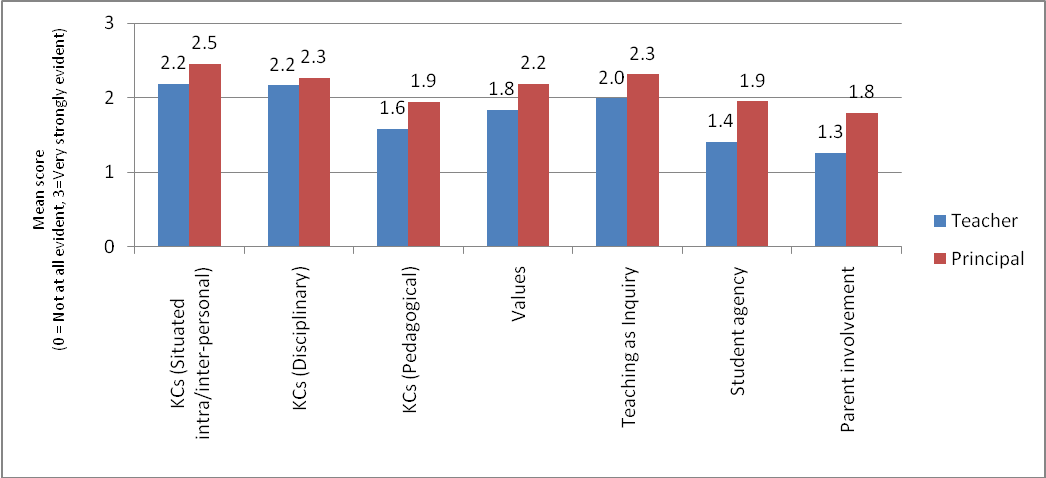 Mean score
(0 = Not at all evident, 3=Very strongly evident)
3
2
1
0
2.2
2.5
2.2
2.3
1.6
1.9
1.8
2.2
2.0
2.3
1.4
1.9
1.3
1.8
KCs (Situated
intra/inter-personal)
KCs (Disciplinary)
KCs (Pedagogical)
Values
Teaching as Inquiry
Student agency
Parent involvement
Teacher
Principal